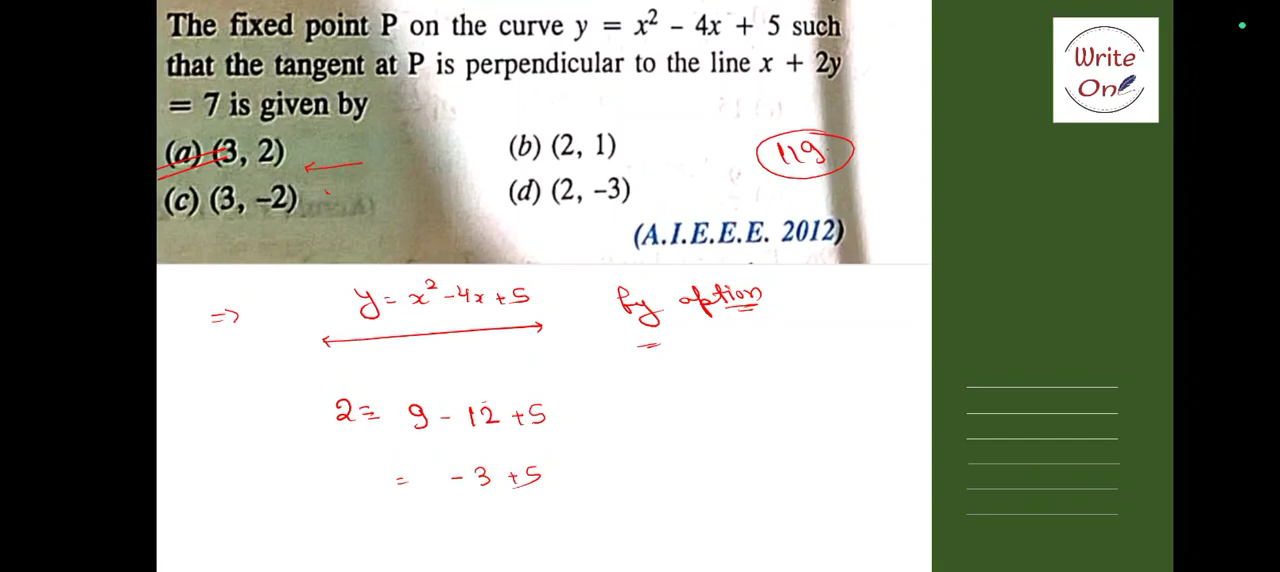 The fixed point P on the curve y = x² - 4x + 5 such
that the tangent at P is perpendicular to the line x + 2y
= 7 is given by
(a) (3, 2)
(b) (2, 1)
(c) (3, -2)
(d) (2, -3)
119
(A.I.E.E.E. 2012)
=> y = x² - 4x + 5 by option
2 = 9 - 12 + 5
= - 3 + 5
Write
On